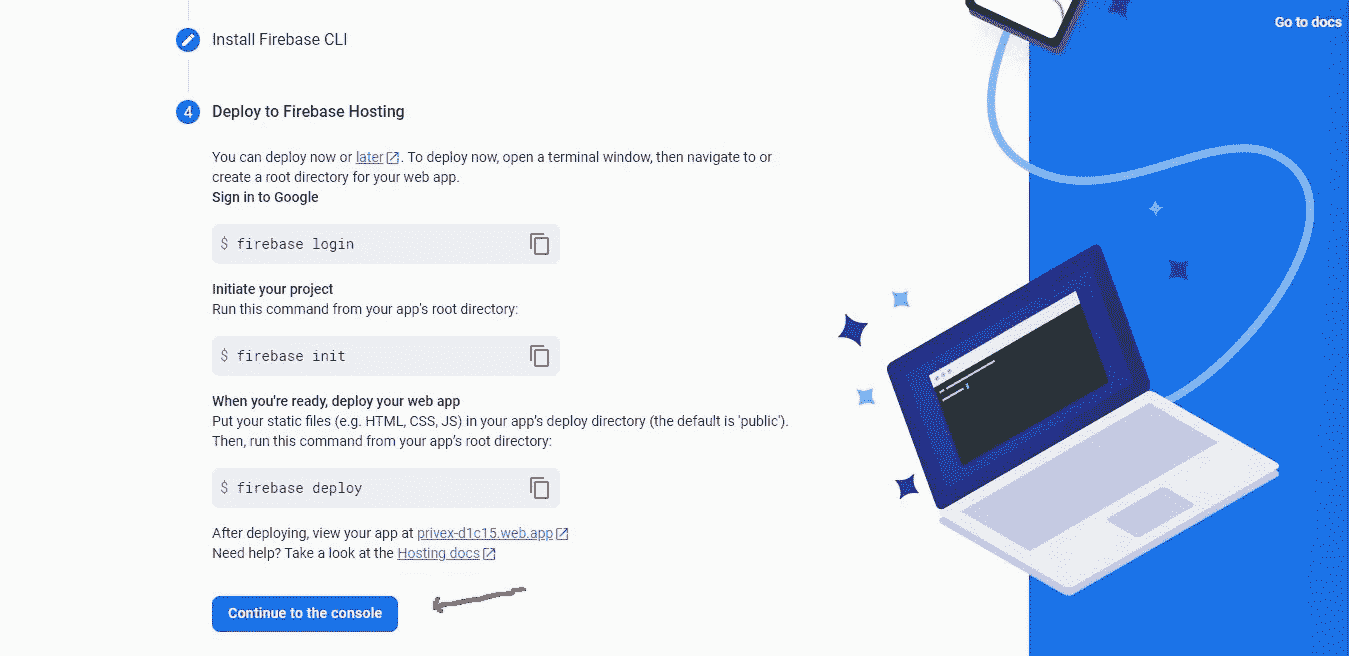 Go to docs
Install Firebase CLI
4 Deploy to Firebase Hosting
You can deploy now or later. To deploy now, open a terminal window, then navigate to or
create a root directory for your web app.
Sign in to Google
$ firebase login
Initiate your project
Run this command from your app's root directory:
$ firebase init
When you're ready, deploy your web app
Put your static files (e.g. HTML, CSS, JS) in your app's deploy directory (the default is 'public').
Then, run this command from your app’s root directory:
$ firebase deploy
After deploying, view your app at privex-d1c15.web.app
Need help? Take a look at the Hosting docs
Continue to the console